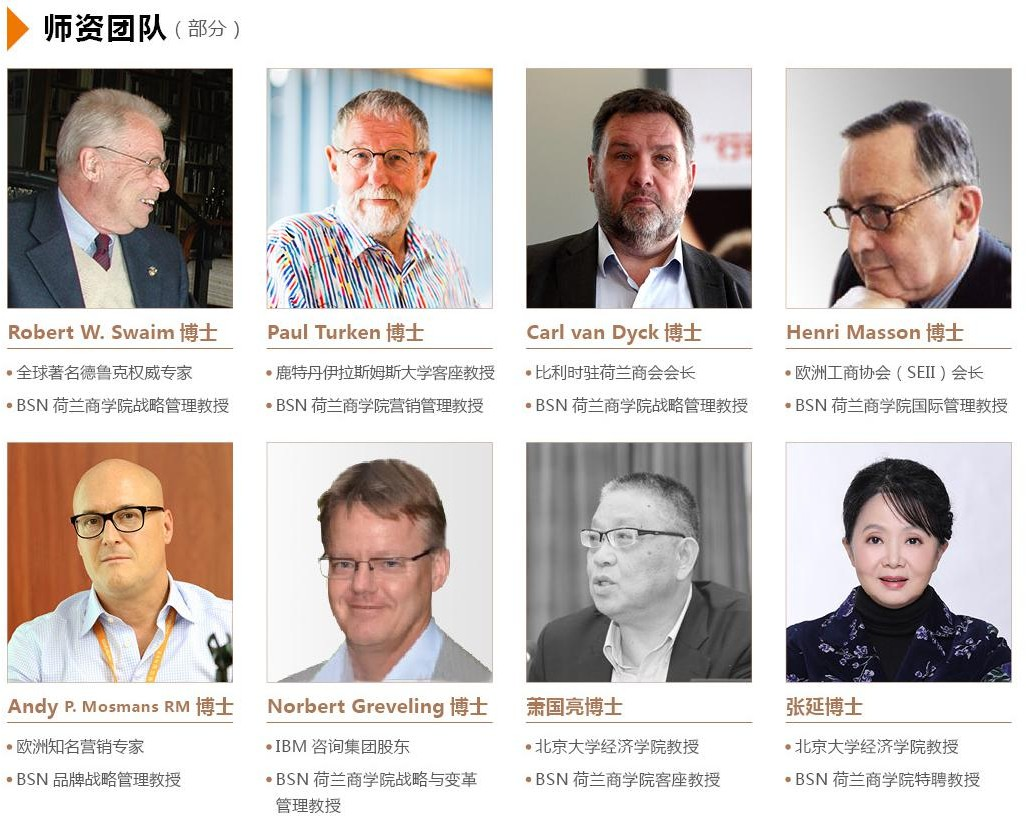 师资团队（部分）
Robert W. Swaim 博士
• 全球著名德鲁克权威专家
• BSN 荷兰商学院战略管理教授
Paul Turken 博士
• 鹿特丹伊拉斯姆斯大学客座教授
• BSN 荷兰商学院营销管理教授
Carl van Dyck 博士
• 比利时驻荷兰商会会长
• BSN 荷兰商学院战略管理教授
Henri Masson 博士
• 欧洲工商协会（SEII）会长
• BSN 荷兰商学院国际管理教授
Andy P. Mosmans RM 博士
• 欧洲知名营销专家
• BSN 品牌战略管理教授
Norbert Greveling 博士
• IBM 咨询集团股东
• BSN 荷兰商学院战略与变革
管理教授
萧国亮博士
• 北京大学经济学院教授
• BSN 荷兰商学院客座教授
张延博士
• 北京大学经济学院教授
• BSN 荷兰商学院特聘教授